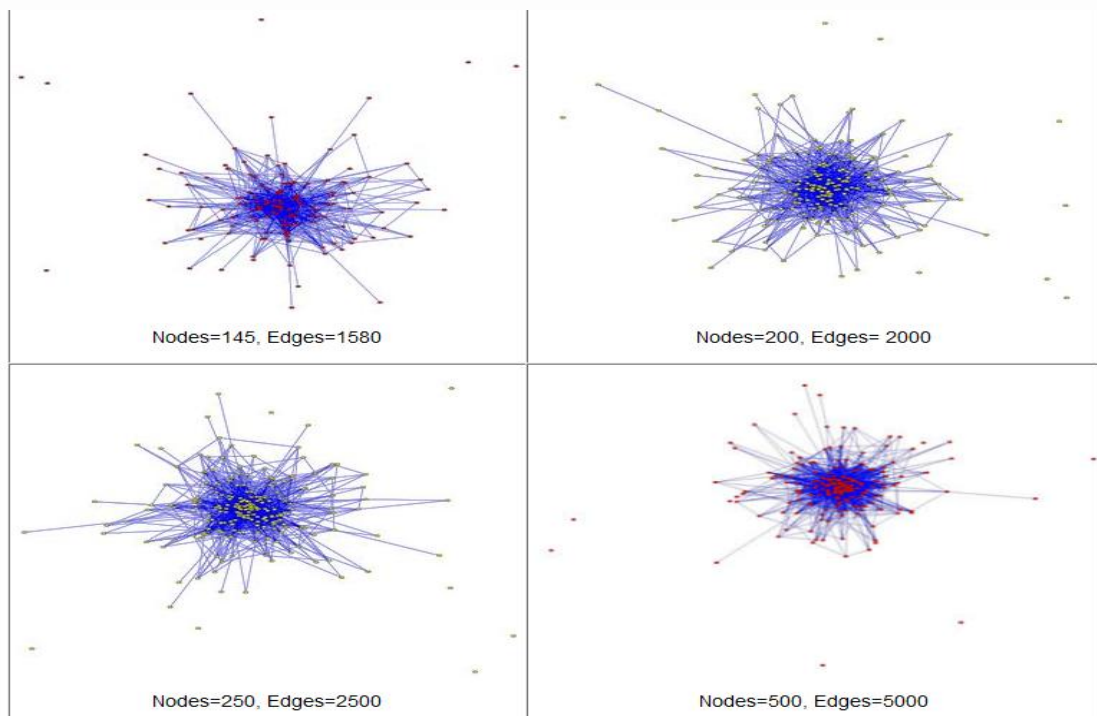 Nodes=145, Edges=1580
Nodes=200, Edges= 2000
Nodes=250, Edges=2500
Nodes=500, Edges=5000